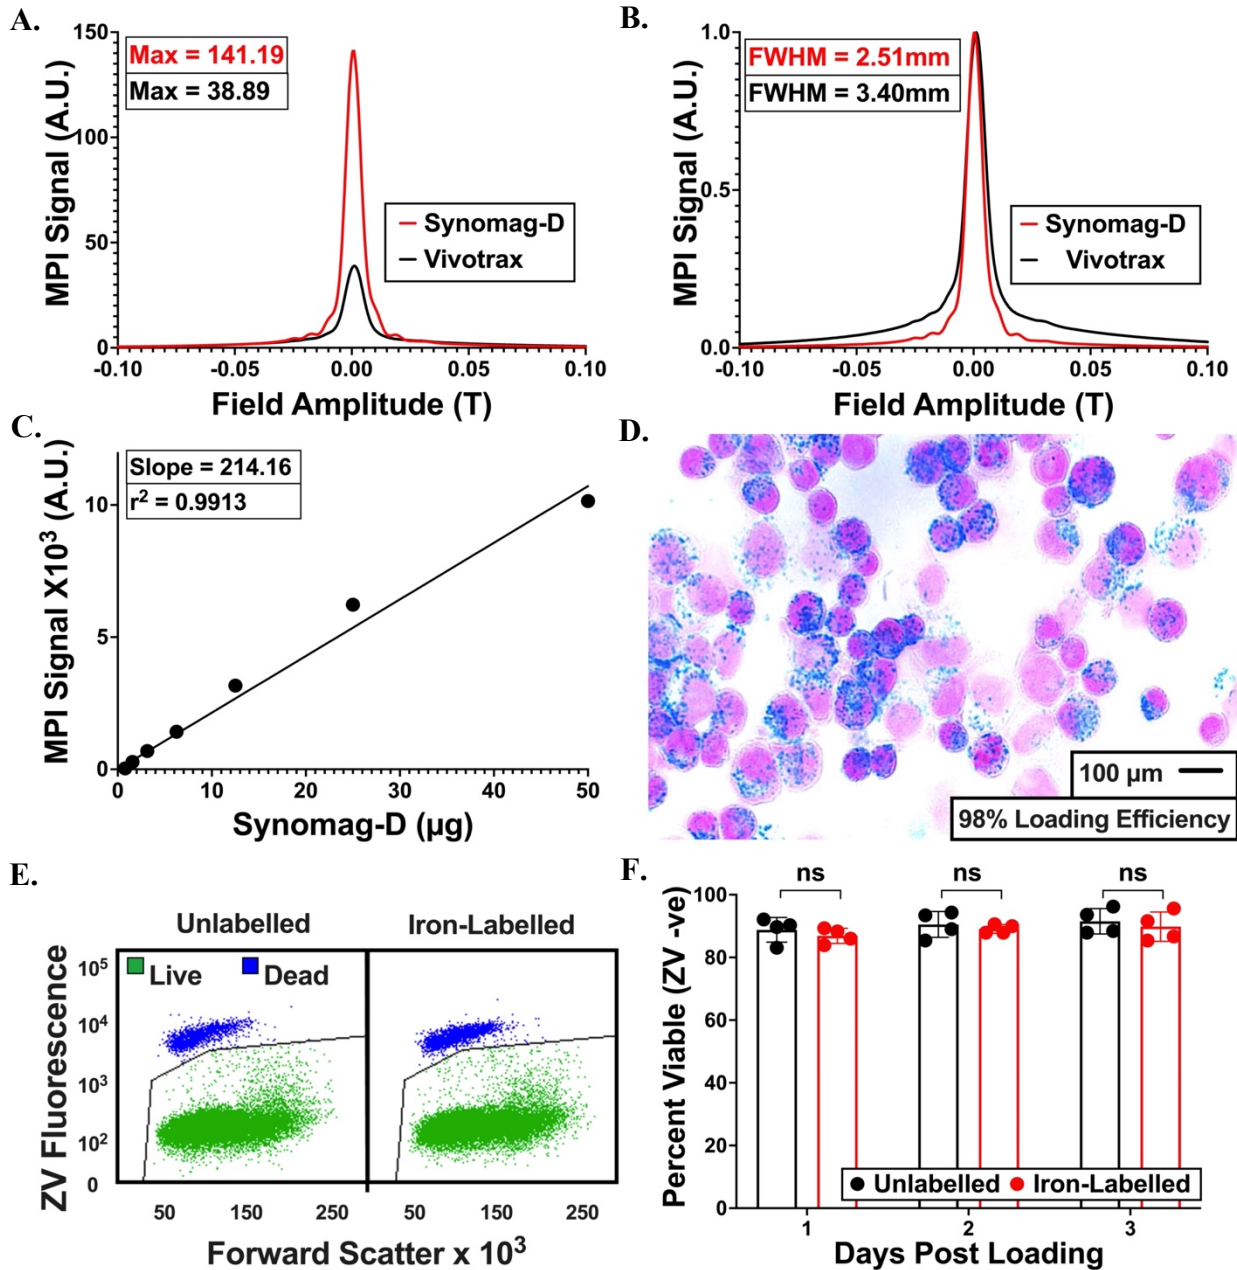 A.
Max = 141.19
Max = 38.89
MPI Signal (A.U.)
150
100
50
0
Synomag-D
Vivotrax
-0.10
-0.05
0.00
0.05
0.10
Field Amplitude (T)
B.
FWHM = 2.51mm
FWHM = 3.40mm
MPI Signal (A.U.)
1.0
0.5
0.0
Synomag-D
Vivotrax
-0.10
-0.05
0.00
0.05
0.10
Field Amplitude (T)
C.
Slope = 214.16
r² = 0.9913
MPI Signal X10³ (A.U.)
10
5
0
0
10
20
30
40
50
Synomag-D (µg)
D.
100 µm
98% Loading Efficiency
E.
Unlabelled
Iron-Labelled
Live
Dead
ZV Fluorescence
10⁵
10⁴
10³
10²
0
50
150
250
50
150
250
Forward Scatter x 10³
F.
ns
ns
ns
Percent Viable (ZV -ve)
100
80
60
40
20
0
Unlabelled
Iron-Labelled
1
2
3
Days Post Loading